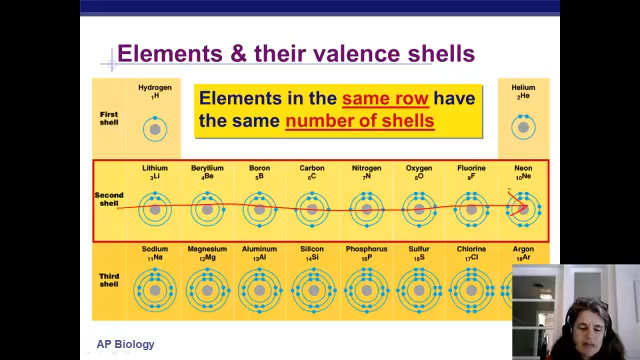 Elements & their valence shells
Hydrogen
1H
Helium
2He
First
shell
Elements in the same row have
the same number of shells
Lithium
3Li
Beryllium
4Be
Boron
5B
Carbon
6C
Nitrogen
7N
Oxygen
8O
Fluorine
9F
Neon
10Ne
Second
shell
Sodium
11Na
Magnesium
12Mg
Aluminum
13Al
Silicon
14Si
Phosphorus
15P
Sulfur
16S
Chlorine
17Cl
Argon
18Ar
Third
shell
AP Biology